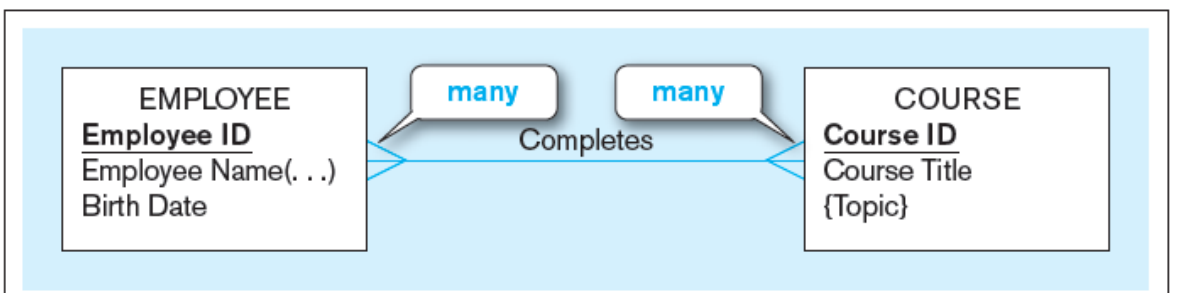 EMPLOYEE
Employee ID
Employee Name(. . .)
Birth Date
many
many
Completes
COURSE
Course ID
Course Title
{Topic}